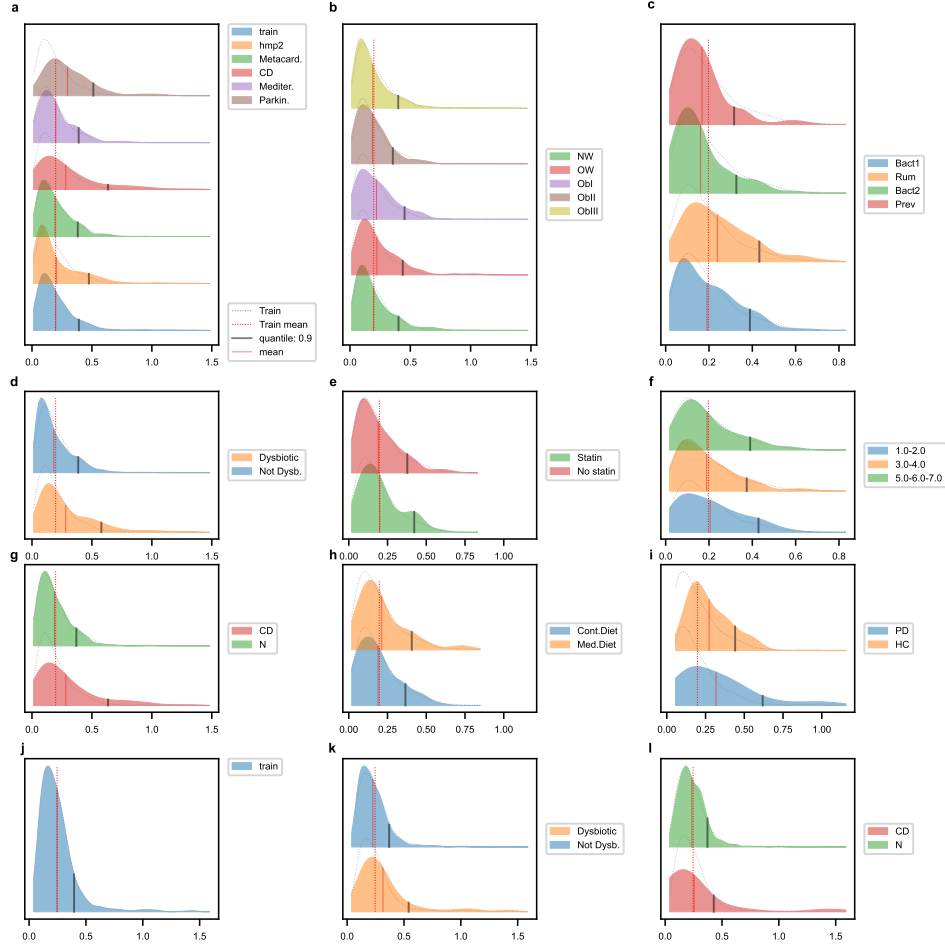 a
b
c
train
hmp2
Metacard.
CD
Mediter.
Parkin.
Train
Train mean
quantile: 0.9
mean
0.0 0.5 1.0 1.5
NW
OW
ObI
ObII
ObIII
0.0 0.5 1.0 1.5
Bact1
Rum
Bact2
Prev
0.0 0.2 0.4 0.6 0.8
d
e
f
Dysbiotic
Not Dysb.
0.0 0.5 1.0 1.5
Statin
No statin
0.00 0.25 0.50 0.75 1.00
1.0-2.0
3.0-4.0
5.0-6.0-7.0
0.0 0.2 0.4 0.6 0.8
g
h
i
CD
N
0.0 0.5 1.0 1.5
Cont.Diet
Med.Diet
0.00 0.25 0.50 0.75 1.00
PD
HC
0.00 0.25 0.50 0.75 1.00
j
k
l
train
0.0 0.5 1.0 1.5
Dysbiotic
Not Dysb.
0.0 0.5 1.0 1.5
CD
N
0.0 0.5 1.0 1.5